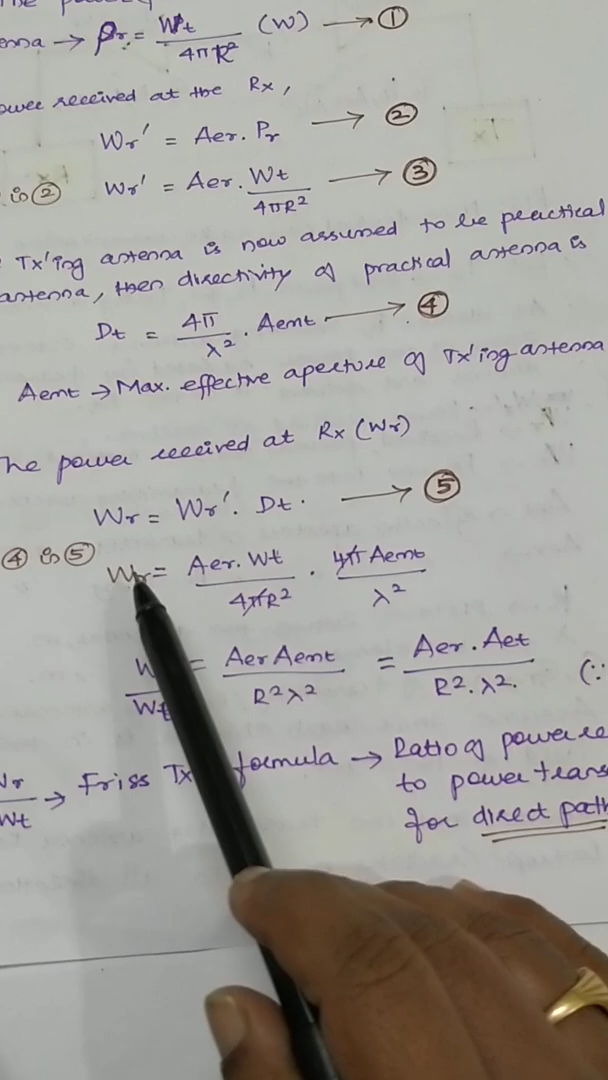 enna → Pr = Wt / 4πR² (W) → ①
received at the Rx,
Wr' = Aer. Pr → ②
in ② Wr' = Aer. Wt / 4πR² → ③
Tx'ing antenna is now assumed to be practical
antenna, then directivity of practical antenna is
Dt = 4π / λ² . Aemt → ④
Aemt → Max. effective aperture of Tx'ing antenna
The power received at Rx (Wr)
Wr = Wr'. Dt. → ⑤
④ in ⑤ Wr = Aer. Wt / 4πR² . 4π Aemt / λ²
Wt = Aer Aemt / R²λ² = Aer. Aet / R². λ². (∵
Wr / Wt → Friss Tx formula → Ratio of power re
to power trans
for direct path